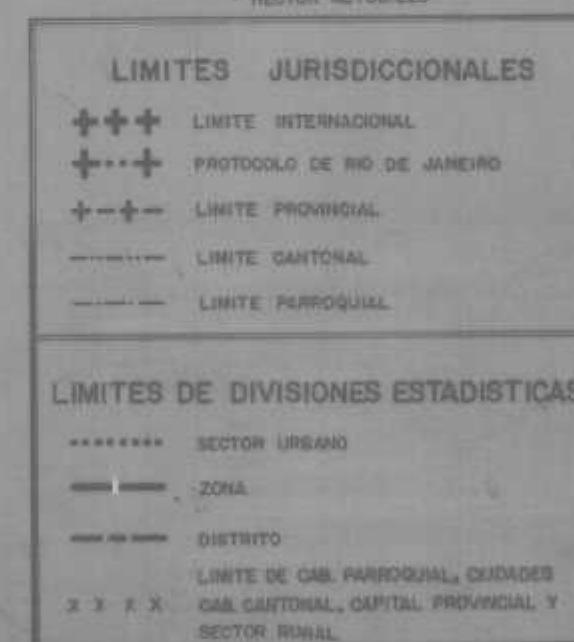 LIMITES JURISDICCIONALES
LIMITE INTERNACIONAL
PROTOCOLO DE RIO DE JANEIRO
LIMITE PROVINCIAL
LIMITE CANTONAL
LIMITE PARROQUIAL
LIMITES DE DIVISIONES ESTADISTICAS
SECTOR URBANO
ZONA
DISTRITO
LIMITE DE CAB. PARROQUIAL, CIUDADES
X X X X CAB. CANTONAL, CAPITAL PROVINCIAL Y
SECTOR RURAL